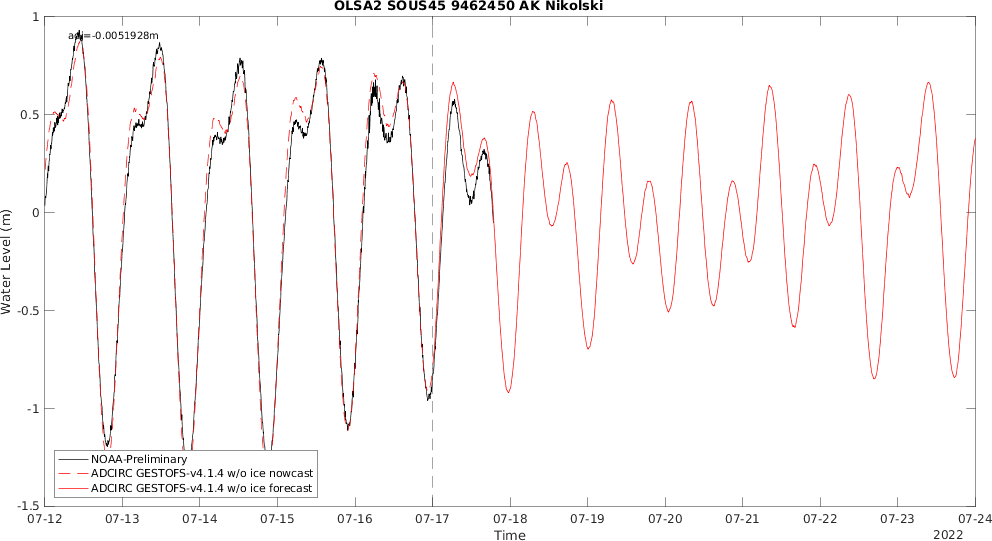 OLSA2 SOUS45 9462450 AK Nikolski
1
adj=-0.0051928m
0.5
0
-0.5
-1
-1.5
Water Level (m)
NOAA-Preliminary
ADCIRC GESTOFS-v4.1.4 w/o ice nowcast
ADCIRC GESTOFS-v4.1.4 w/o ice forecast
07-12 07-13 07-14 07-15 07-16 07-17 07-18 07-19 07-20 07-21 07-22 07-23 07-24
Time
2022